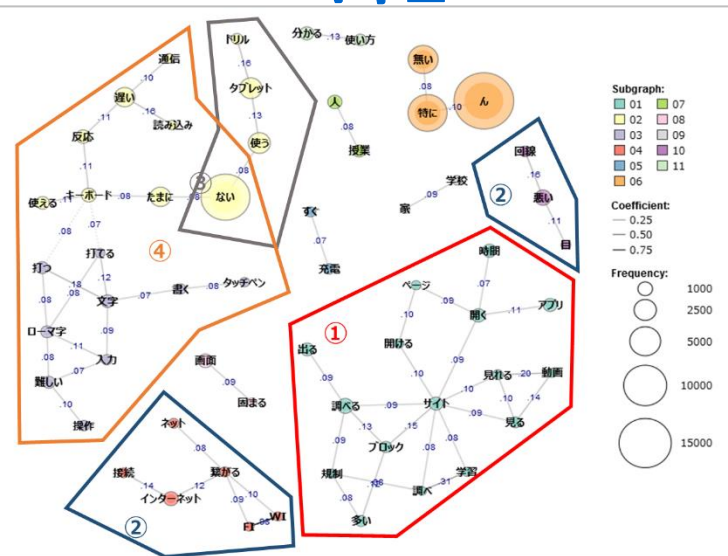 通信
.10
遅い
.16
読み込み
.11
反応
.11
使える
キーボード
.08
たまに
ない
.08
.07
打つ
打てる
.12
.18
文字
.07
書く
.08
タッチペン
.08
.08
.09
ローマ字
.11
入力
.08
.07
難しい
.10
操作
④
ドリル
.16
タブレット
.13
使う
.08
③
分かる
.13
使い方
人
.08
授業
無い
.08
特に
.10
ん
すぐ
.07
充電
学校
.09
家
回線
.16
悪い
.11
目
②
画面
.09
固まる
ネット
.08
接続
.14
インターネット
.12
繋がる
.09
.10
FI
WI
②
①
時間
.07
ページ
.09
開く
.11
アプリ
.10
開ける
.09
.10
出る
.09
調べる
.09
サイト
.10
見れる
.20
動画
.10
.14
.09
見る
.13
.15
ブロック
.09
.08
.08
規制
学習
.31
調べ
.08
多い
Subgraph:
01
02
03
04
05
06
07
08
09
10
11
Coefficient:
0.25
0.50
0.75
Frequency:
1000
2500
5000
10000
15000